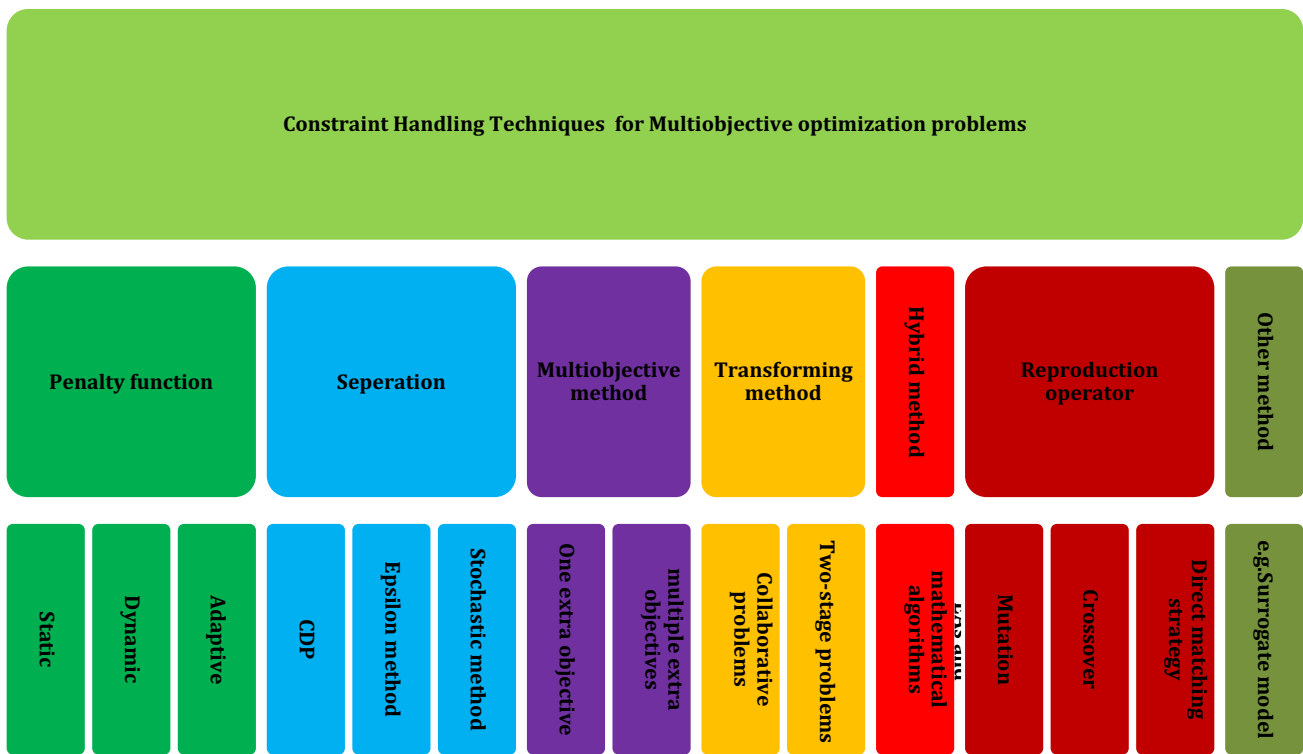 Constraint Handling Techniques for Multiobjective optimization problems
Penalty function
Seperation
Multiobjective
method
Transforming
method
Hybrid method
Reproduction
operator
Other method
Static
Dynamic
Adaptive
CDP
Epsilon method
Stochastic method
One extra objective
multiple extra
objectives
Collaborative
problems
Two-stage problems
EAs and
mathematical
algorithms
Mutation
Crossover
Direct matching
strategy
e.g.Surrogate model